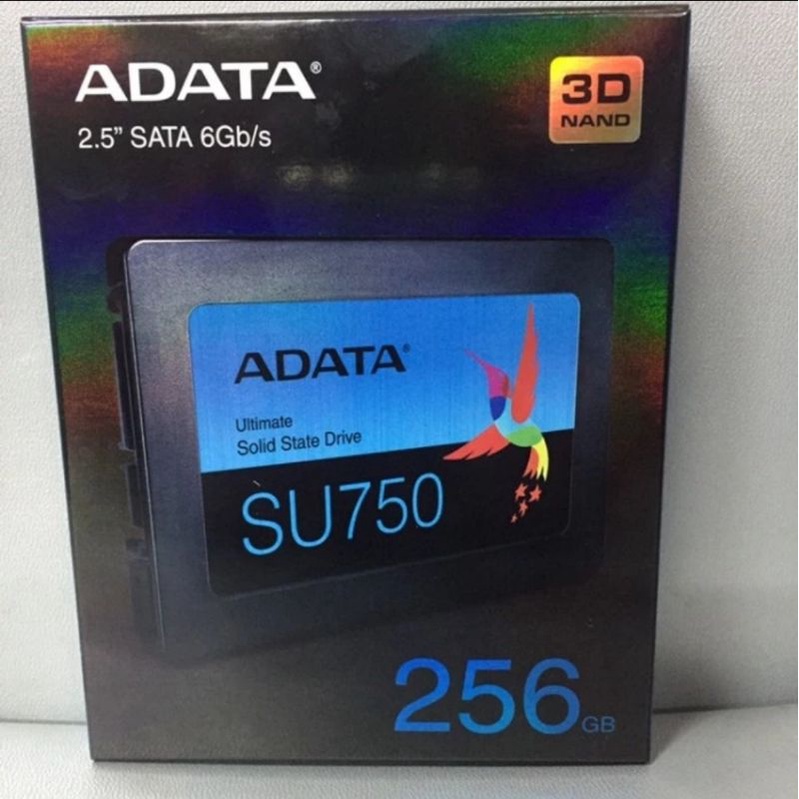 ADATA®
2.5” SATA 6Gb/s
3D
NAND
ADATA®
Ultimate
Solid State Drive
SU750
256GB